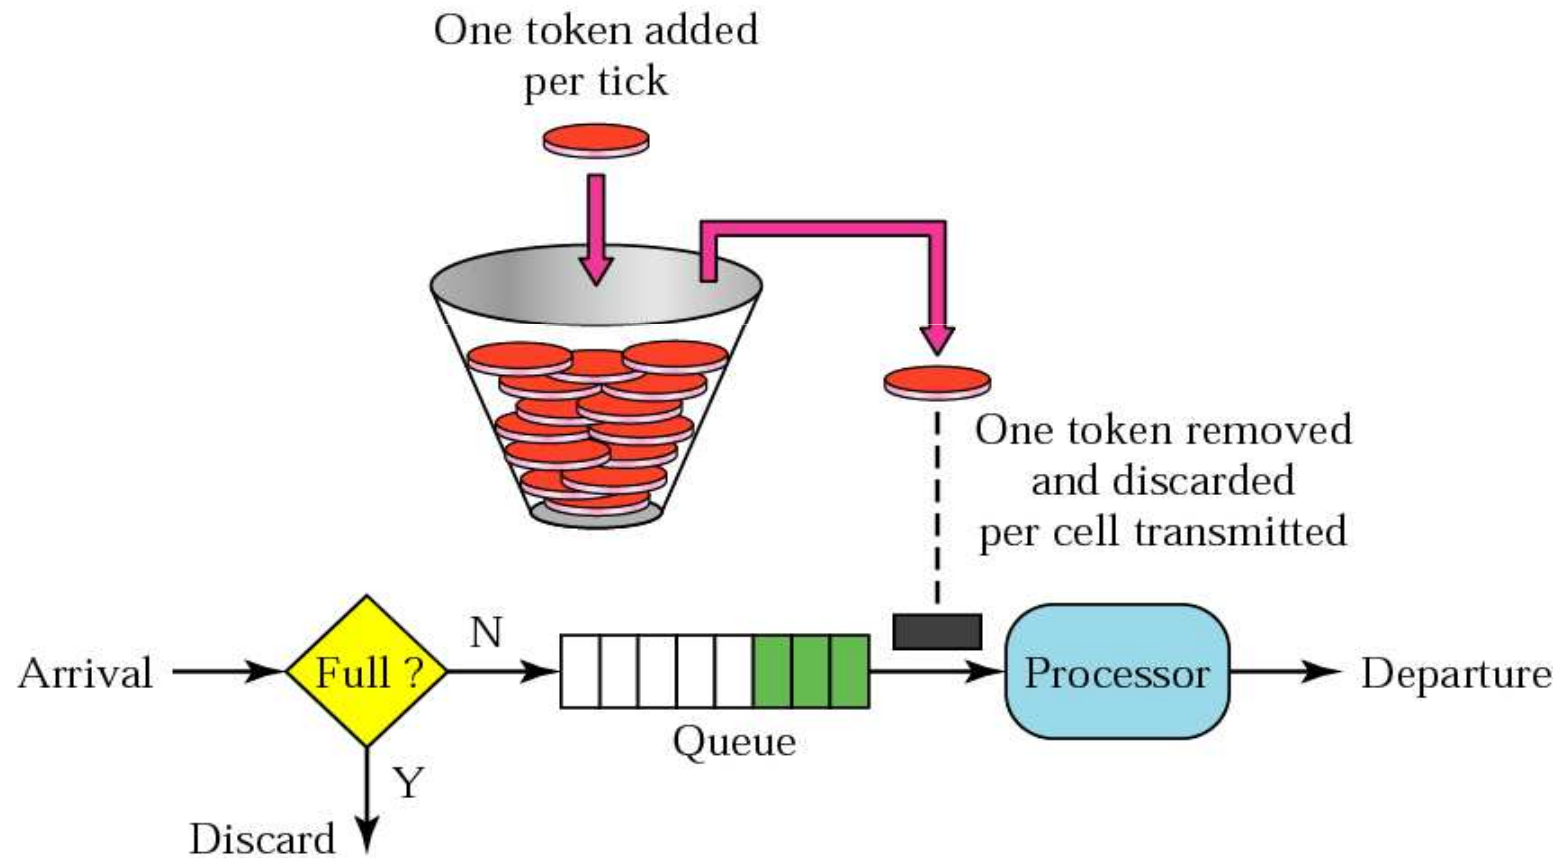 One token added
per tick
One token removed
and discarded
per cell transmitted
Arrival
Full ?
N
Processor
Departure
Queue
Y
Discard